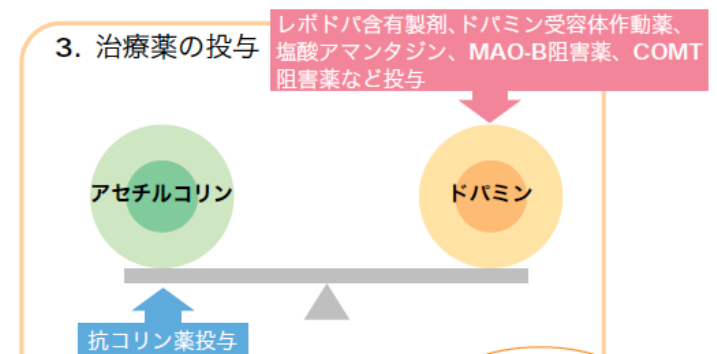 3. 治療薬の投与
レボドパ含有製剤、ドパミン受容体作動薬、
塩酸アマンタジン、MAO-B阻害薬、COMT
阻害薬など投与
アセチルコリン
ドパミン
抗コリン薬投与